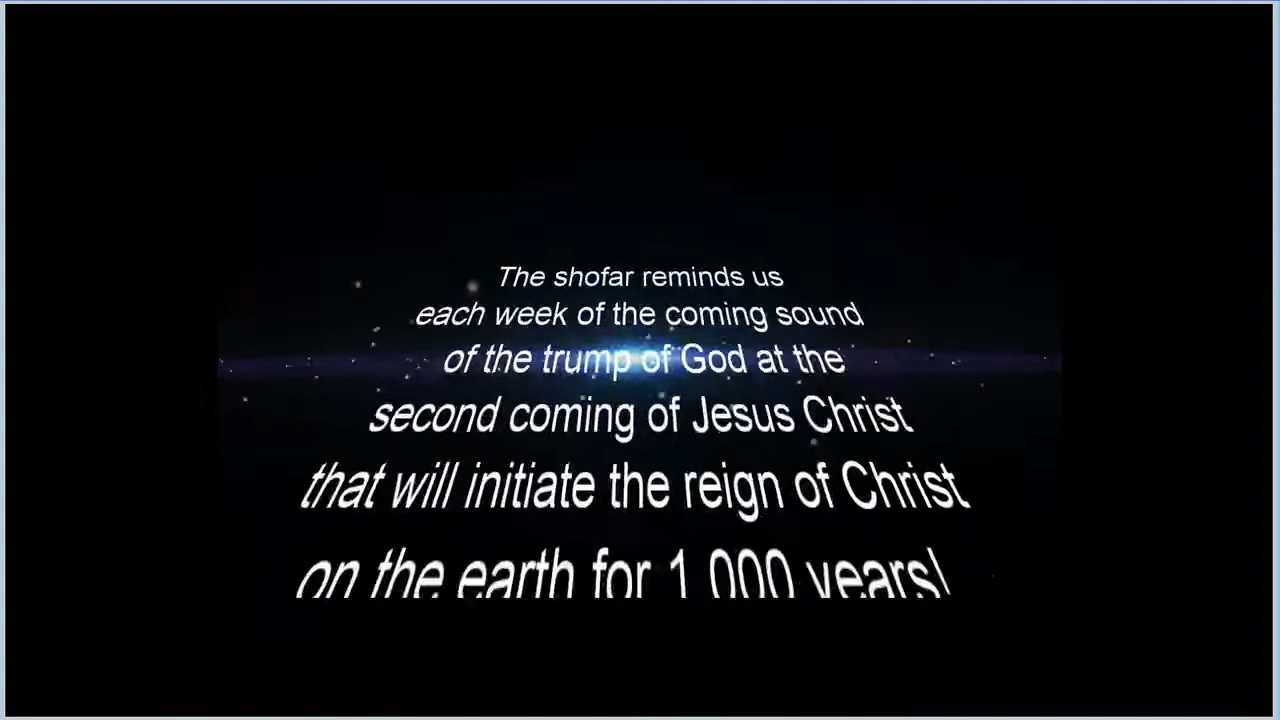 The shofar reminds us
each week of the coming sound
of the trump of God at the
second coming of Jesus Christ
that will initiate the reign of Christ
on the earth for 1,000 years!